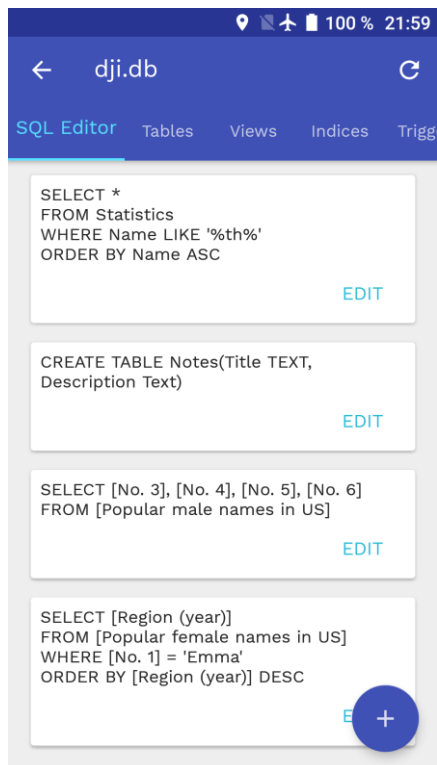 100 % 21:59
dji.db
SQL Editor Tables Views Indices Trigg
SELECT *
FROM Statistics
WHERE Name LIKE '%th%'
ORDER BY Name ASC
EDIT
CREATE TABLE Notes(Title TEXT,
Description Text)
EDIT
SELECT [No. 3], [No. 4], [No. 5], [No. 6]
FROM [Popular male names in US]
EDIT
SELECT [Region (year)]
FROM [Popular female names in US]
WHERE [No. 1] = 'Emma'
ORDER BY [Region (year)] DESC